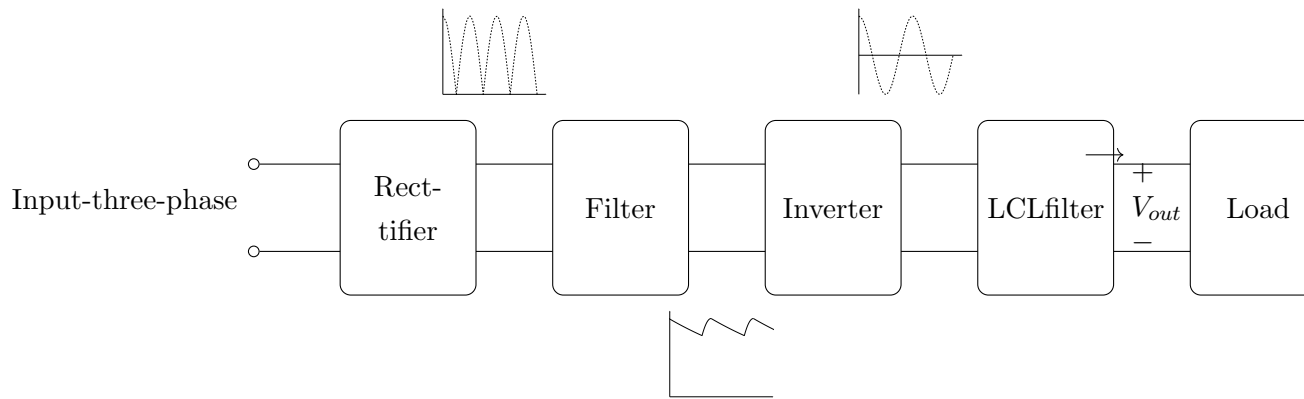 Input-three-phase
Rect-
tifier
Filter
Inverter
LCLfilter
+
V_out
−
Load